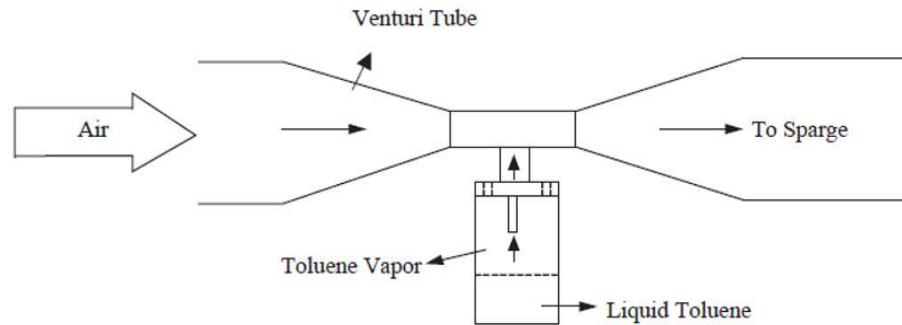 Venturi Tube
Air
To Sparge
Toluene Vapor
Liquid Toluene